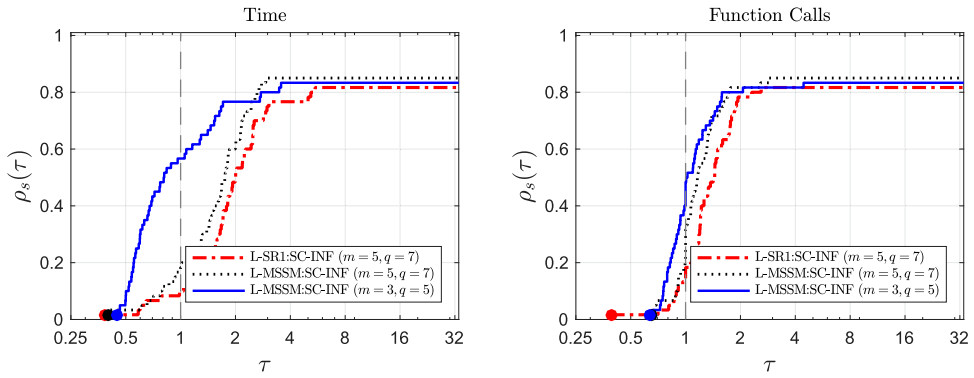 Time
1
0.8
0.6
0.4
0.2
0
ρs(τ)
L-SR1:SC-INF (m = 5, q = 7)
L-MSSM:SC-INF (m = 5, q = 7)
L-MSSM:SC-INF (m = 3, q = 5)
0.25 0.5 1 2 4 8 16 32
τ
Function Calls
1
0.8
0.6
0.4
0.2
0
ρs(τ)
L-SR1:SC-INF (m = 5, q = 7)
L-MSSM:SC-INF (m = 5, q = 7)
L-MSSM:SC-INF (m = 3, q = 5)
0.25 0.5 1 2 4 8 16 32
τ